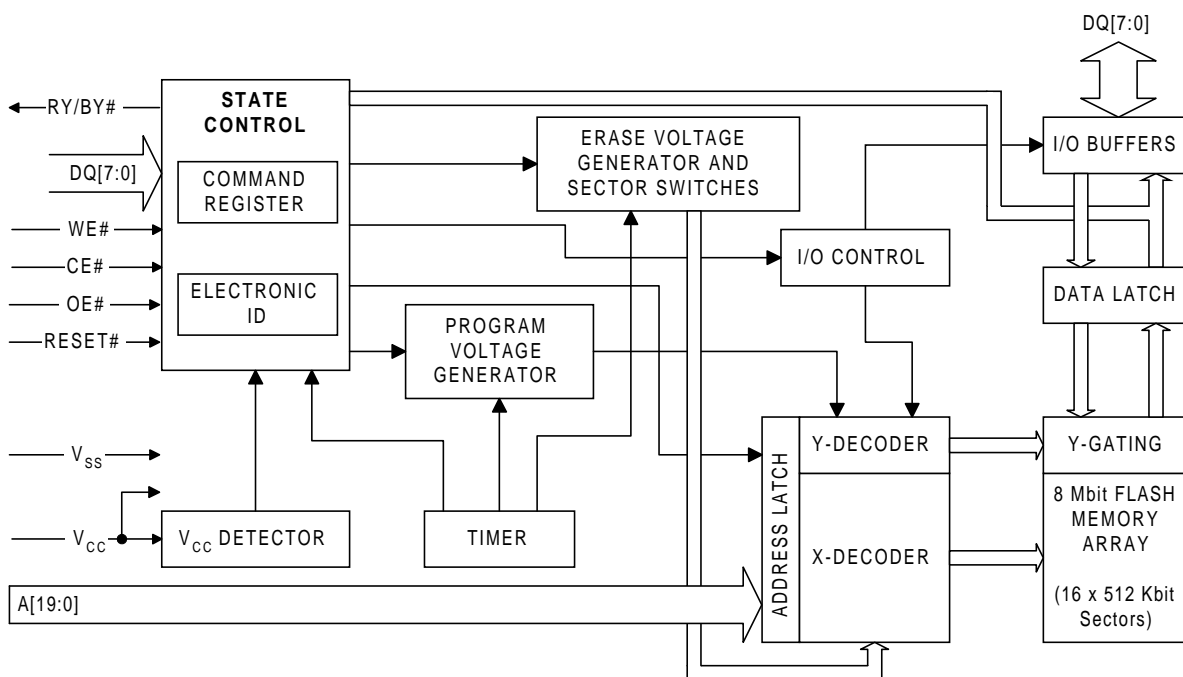 DQ[7:0]
RY/BY#
STATE
CONTROL
DQ[7:0]
COMMAND
REGISTER
WE#
CE#
OE#
RESET#
ELECTRONIC
ID
ERASE VOLTAGE
GENERATOR AND
SECTOR SWITCHES
I/O BUFFERS
I/O CONTROL
DATA LATCH
PROGRAM
VOLTAGE
GENERATOR
VSS
VCC
VCC DETECTOR
TIMER
ADDRESS LATCH
Y-DECODER
X-DECODER
Y-GATING
8 Mbit FLASH
MEMORY
ARRAY
(16 x 512 Kbit
Sectors)
A[19:0]